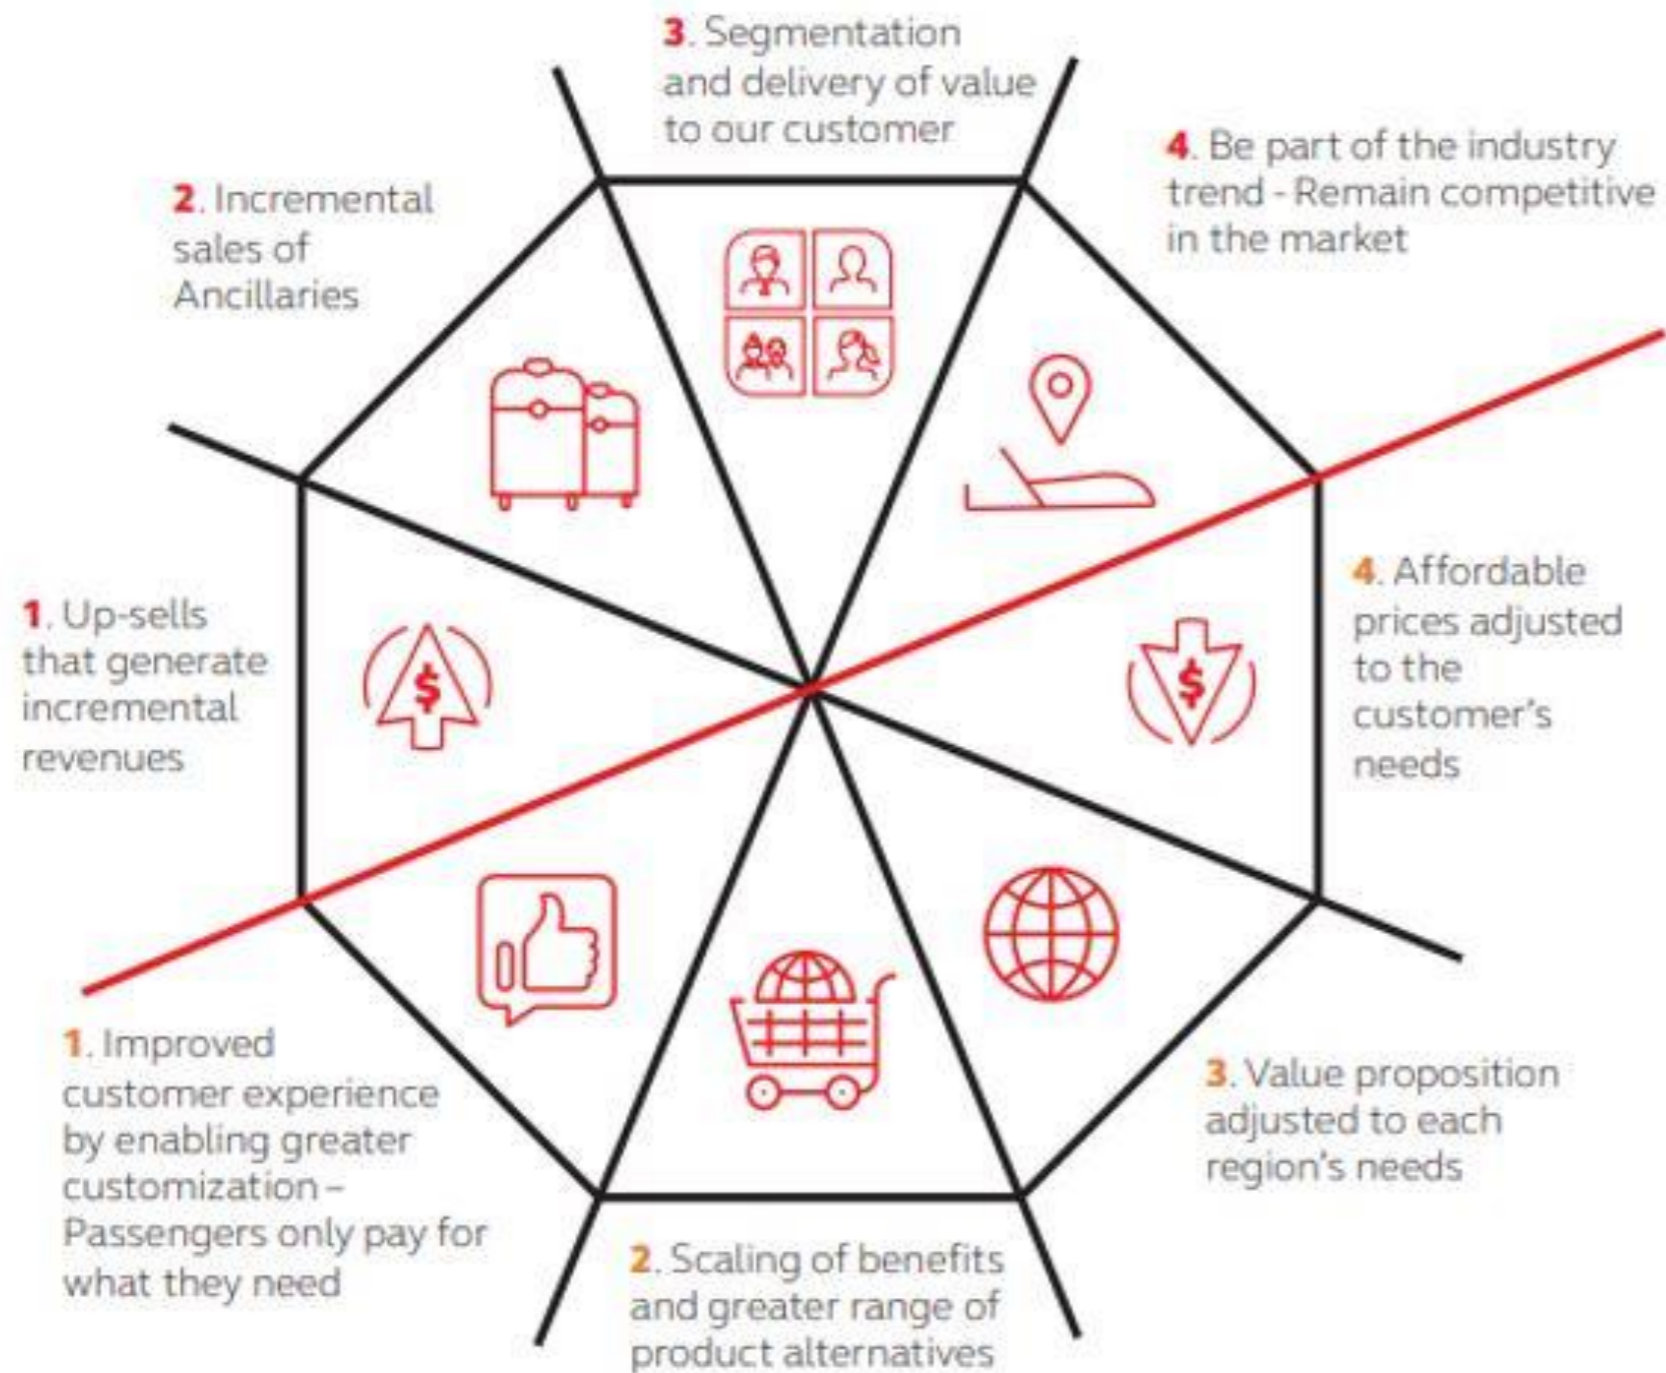 3. Segmentation
and delivery of value
to our customer
4. Be part of the industry
trend - Remain competitive
in the market
2. Incremental
sales of
Ancillaries
1. Up-sells
that generate
incremental
revenues
$
$
4. Affordable
prices adjusted
to the
customer's
needs
1. Improved
customer experience
by enabling greater
customization –
Passengers only pay for
what they need
2. Scaling of benefits
and greater range of
product alternatives
3. Value proposition
adjusted to each
region's needs